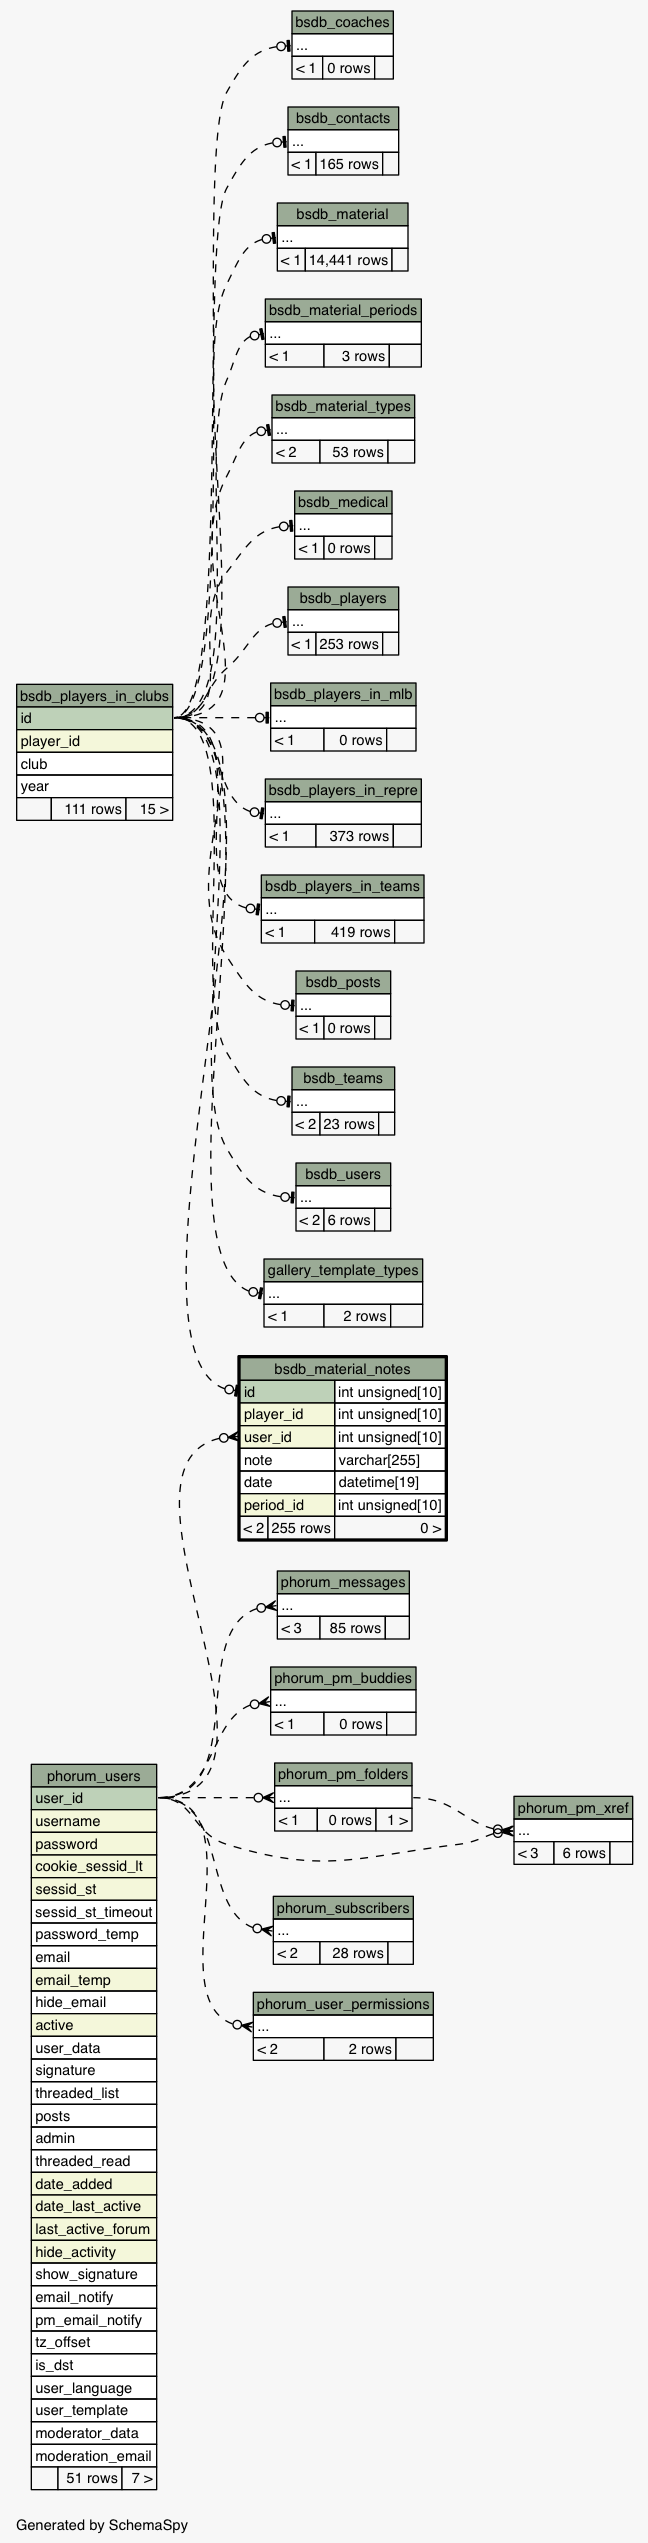 bsdb_coaches
...
< 1 0 rows
bsdb_contacts
...
< 1 165 rows
bsdb_material
...
< 1 14,441 rows
bsdb_material_periods
...
< 1 3 rows
bsdb_material_types
...
< 2 53 rows
bsdb_medical
...
< 1 0 rows
bsdb_players
...
< 1 253 rows
bsdb_players_in_clubs
id
player_id
club
year
111 rows 15 >
bsdb_players_in_mlb
...
< 1 0 rows
bsdb_players_in_repre
...
< 1 373 rows
bsdb_players_in_teams
...
< 1 419 rows
bsdb_posts
...
< 1 0 rows
bsdb_teams
...
< 2 23 rows
bsdb_users
...
< 2 6 rows
gallery_template_types
...
< 1 2 rows
bsdb_material_notes
id int unsigned[10]
player_id int unsigned[10]
user_id int unsigned[10]
note varchar[255]
date datetime[19]
period_id int unsigned[10]
< 2 255 rows 0 >
phorum_messages
...
< 3 85 rows
phorum_pm_buddies
...
< 1 0 rows
phorum_pm_folders
...
< 1 0 rows 1 >
phorum_pm_xref
...
< 3 6 rows
phorum_subscribers
...
< 2 28 rows
phorum_user_permissions
...
< 2 2 rows
phorum_users
user_id
username
password
cookie_sessid_lt
sessid_st
sessid_st_timeout
password_temp
email
email_temp
hide_email
active
user_data
signature
threaded_list
posts
admin
threaded_read
date_added
date_last_active
last_active_forum
hide_activity
show_signature
email_notify
pm_email_notify
tz_offset
is_dst
user_language
user_template
moderator_data
moderation_email
51 rows 7 >
Generated by SchemaSpy